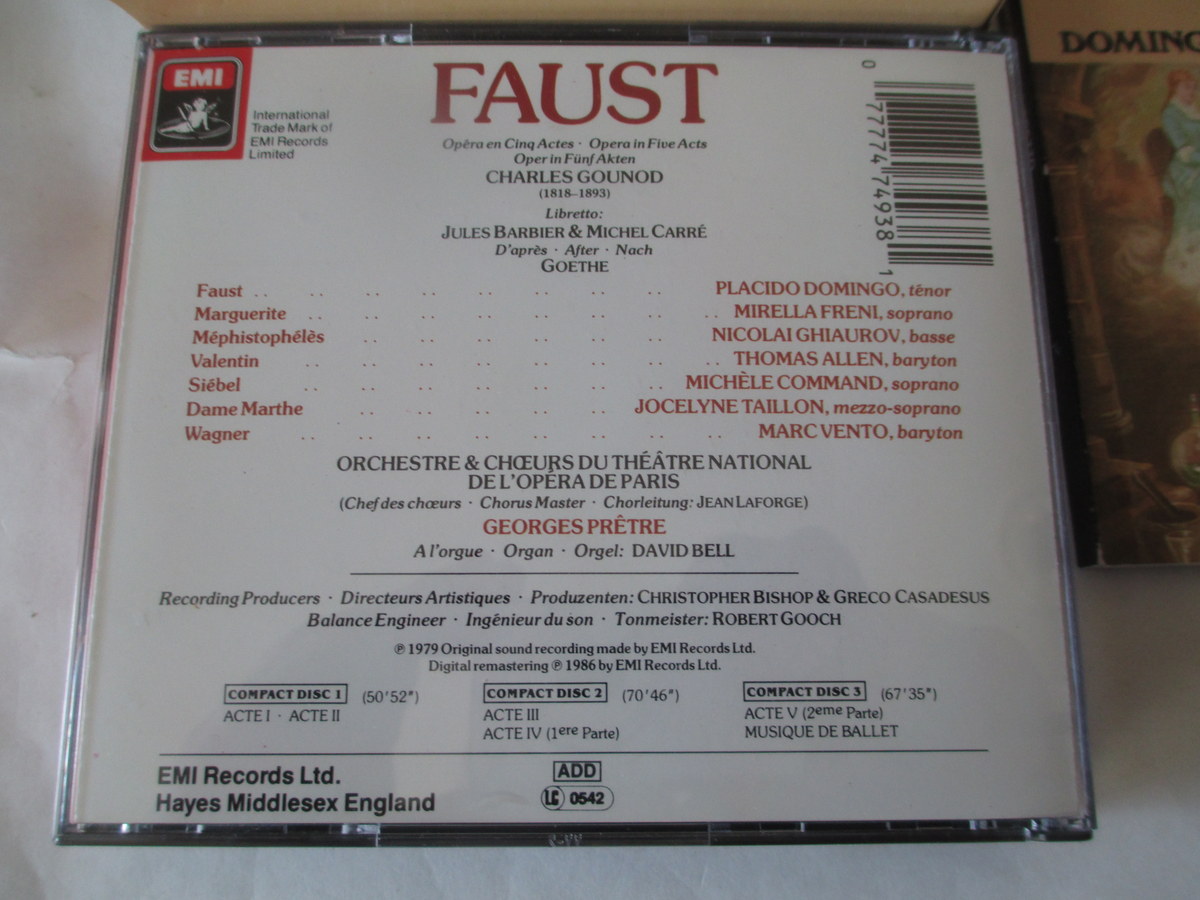 EMI
International
Trade Mark of
EMI Records
Limited
FAUST
Opéra en Cinq Actes · Opera in Five Acts
Oper in Fünf Akten
CHARLES GOUNOD
(1818–1893)
Libretto:
JULES BARBIER & MICHEL CARRÉ
D'après · After · Nach
GOETHE
0 77774 74938 1
Faust .. .. .. .. .. .. .. .. PLACIDO DOMINGO, ténor
Marguerite .. .. .. .. .. .. .. .. MIRELLA FRENI, soprano
Méphistophélès .. .. .. .. .. .. NICOLAI GHIAUROV, basse
Valentin .. .. .. .. .. .. .. .. THOMAS ALLEN, baryton
Siébel .. .. .. .. .. .. .. MICHÈLE COMMAND, soprano
Dame Marthe .. .. .. .. .. JOCELYNE TAILLON, mezzo-soprano
Wagner .. .. .. .. .. .. .. .. MARC VENTO, baryton
ORCHESTRE & CHŒURS DU THÉÂTRE NATIONAL
DE L'OPÉRA DE PARIS
(Chef des chœurs · Chorus Master · Chorleitung: JEAN LAFORGE)
GEORGES PRÊTRE
A l'orgue · Organ · Orgel: DAVID BELL
Recording Producers · Directeurs Artistiques · Produzenten: CHRISTOPHER BISHOP & GRECO CASADESUS
Balance Engineer · Ingénieur du son · Tonmeister: ROBERT GOOCH
℗ 1979 Original sound recording made by EMI Records Ltd.
Digital remastering ℗ 1986 by EMI Records Ltd.
COMPACT DISC 1 (50'52")
ACTE I · ACTE II
COMPACT DISC 2 (70'46")
ACTE III
ACTE IV (1ere Parte)
COMPACT DISC 3 (67'35")
ACTE V (2eme Parte)
MUSIQUE DE BALLET
EMI Records Ltd.
Hayes Middlesex England
ADD
LC 0542
DOMING